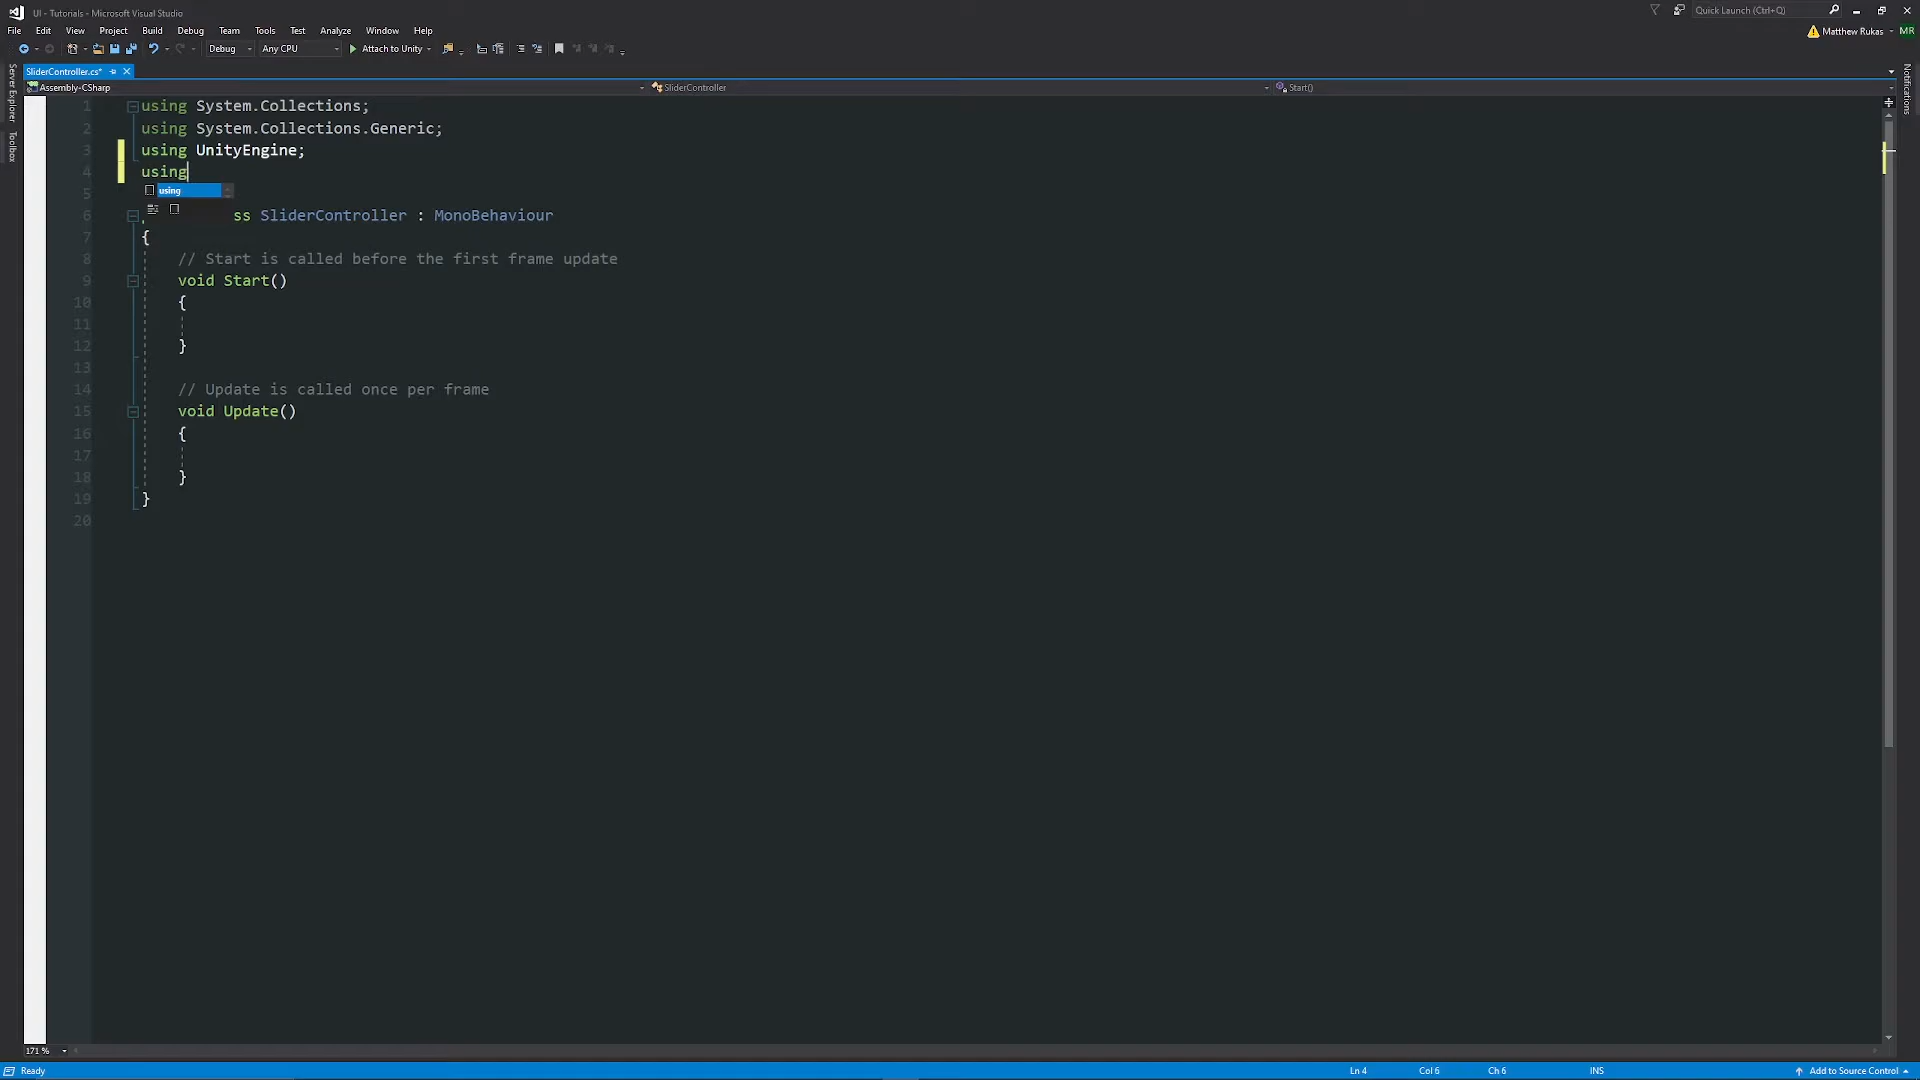 UI - Tutorials - Microsoft Visual Studio
Quick Launch (Ctrl+Q)
File Edit View Project Build Debug Team Tools Test Analyze Window Help
Matthew Rukas MR
Debug Any CPU Attach to Unity
SliderController.cs*
Assembly-CSharp SliderController Start()
Server Explorer
Toolbox
Notifications
1 using System.Collections;
2 using System.Collections.Generic;
3 using UnityEngine;
4 using
5 using
6 ss SliderController : MonoBehaviour
7 {
8 // Start is called before the first frame update
9 void Start()
10 {
11
12 }
13
14 // Update is called once per frame
15 void Update()
16 {
17
18 }
19 }
20
171 %
Ready Ln 4 Col 6 Ch 6 INS Add to Source Control